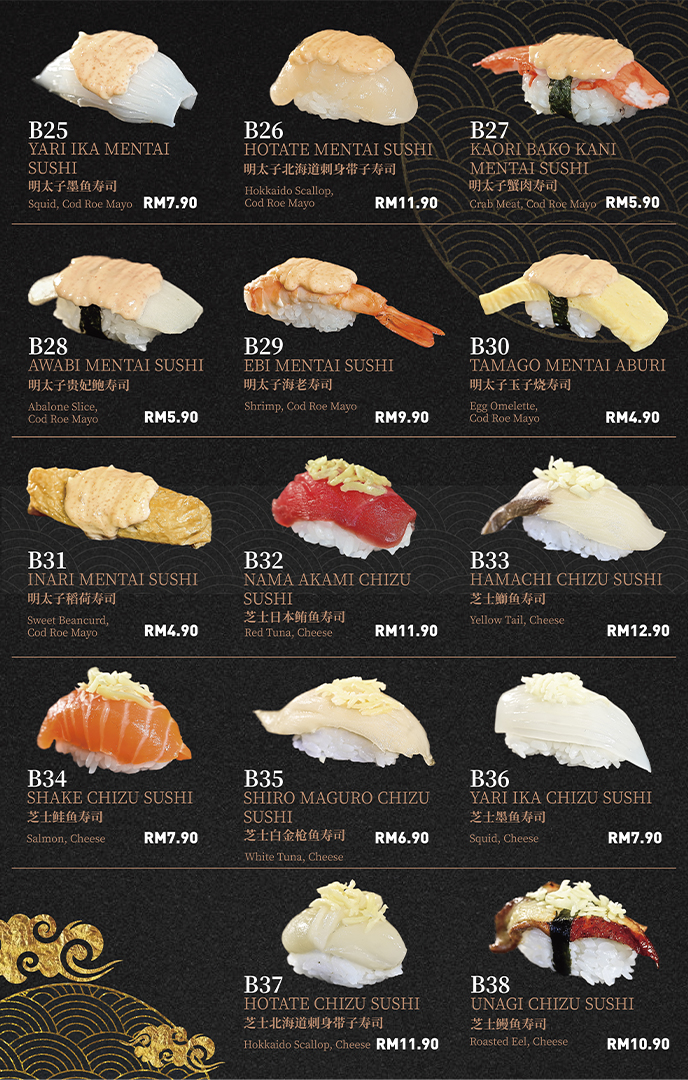 B25
YARI IKA MENTAI
SUSHI
明太子墨鱼寿司
Squid, Cod Roe Mayo RM7.90
B26
HOTATE MENTAI SUSHI
明太子北海道刺身带子寿司
Hokkaido Scallop,
Cod Roe Mayo RM11.90
B27
KAORI BAKO KANI
MENTAI SUSHI
明太子蟹肉寿司
Crab Meat, Cod Roe Mayo RM5.90
B28
AWABI MENTAI SUSHI
明太子贵妃鲍寿司
Abalone Slice,
Cod Roe Mayo RM5.90
B29
EBI MENTAI SUSHI
明太子海老寿司
Shrimp, Cod Roe Mayo
RM9.90
B30
TAMAGO MENTAI ABURI
明太子玉子烧寿司
Egg Omelette,
Cod Roe Mayo RM4.90
B31
INARI MENTAI SUSHI
明太子稻荷寿司
Sweet Beancurd,
Cod Roe Mayo RM4.90
B32
NAMA AKAMI CHIZU
SUSHI
芝士日本鲔鱼寿司
Red Tuna, Cheese RM11.90
B33
HAMACHI CHIZU SUSHI
芝士鰤鱼寿司
Yellow Tail, Cheese
RM12.90
B34
SHAKE CHIZU SUSHI
芝士鲑鱼寿司
Salmon, Cheese RM7.90
B35
SHIRO MAGURO CHIZU
SUSHI
芝士白金枪鱼寿司 RM6.90
White Tuna, Cheese
B36
YARI IKA CHIZU SUSHI
芝士墨鱼寿司
Squid, Cheese RM7.90
B37
HOTATE CHIZU SUSHI
芝士北海道刺身带子寿司
Hokkaido Scallop, Cheese RM11.90
B38
UNAGI CHIZU SUSHI
芝士鳗鱼寿司
Roasted Eel, Cheese RM10.90